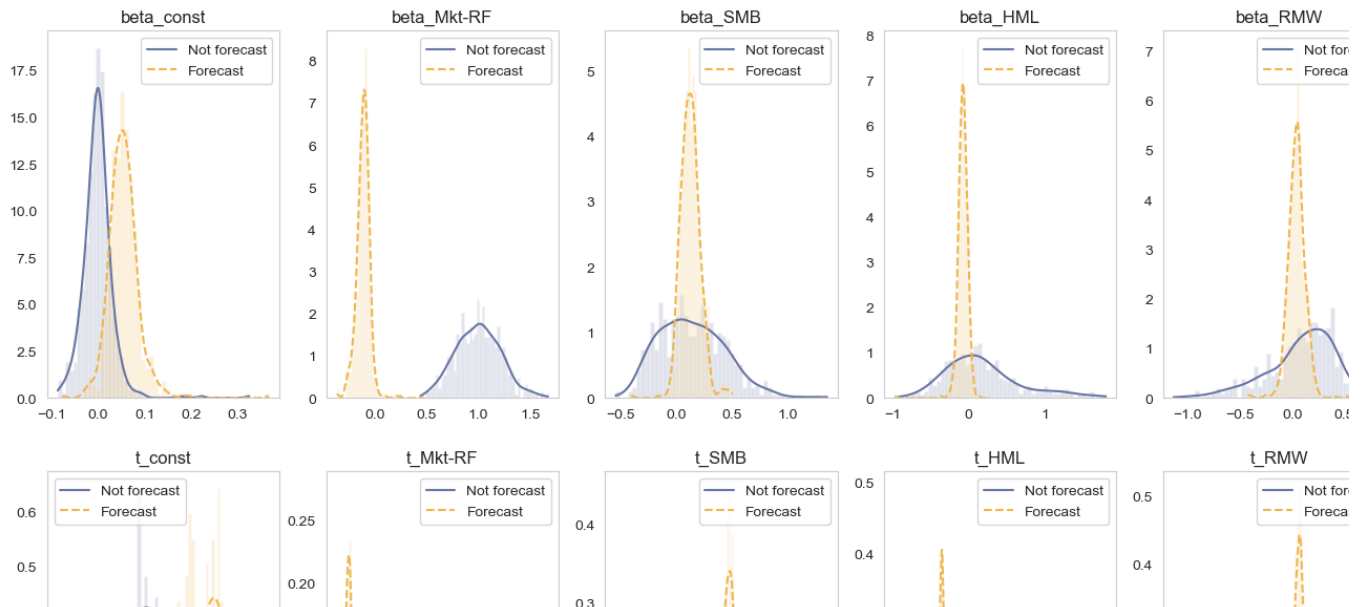 beta_const
Not forecast
Forecast
17.5
15.0
12.5
10.0
7.5
5.0
2.5
0.0
−0.1 0.0 0.1 0.2 0.3
beta_Mkt-RF
Not forecast
Forecast
8
7
6
5
4
3
2
1
0
0.0 0.5 1.0 1.5
beta_SMB
Not forecast
Forecast
5
4
3
2
1
0
−0.5 0.0 0.5 1.0
beta_HML
Not forecast
Forecast
8
7
6
5
4
3
2
1
0
−1 0 1
beta_RMW
Not fore
Forecas
7
6
5
4
3
2
1
0
−1.0 −0.5 0.0 0.5
t_const
Not forecast
Forecast
0.6
0.5
t_Mkt-RF
Not forecast
Forecast
0.25
0.20
t_SMB
Not forecast
Forecast
0.4
0.3
t_HML
Not forecast
Forecast
0.5
0.4
t_RMW
Not fore
Forecas
0.5
0.4